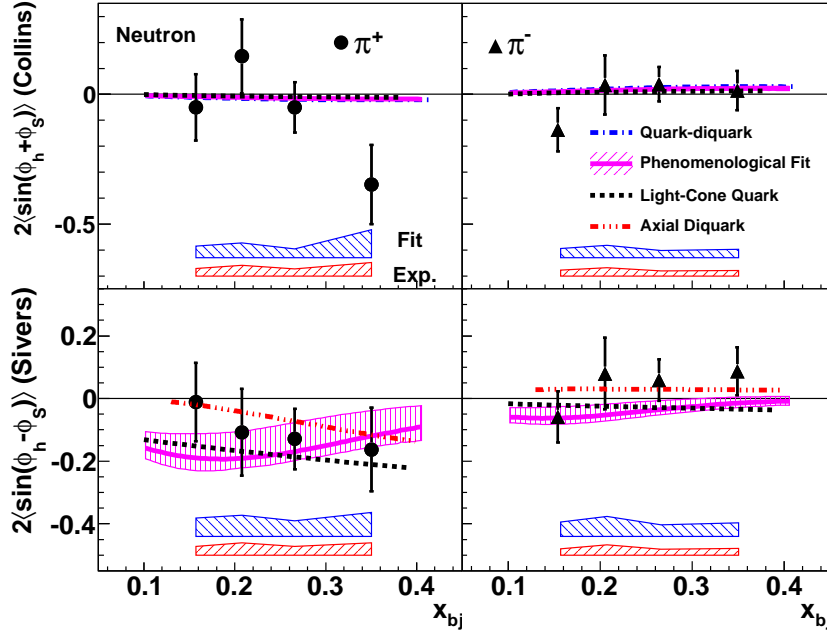 2⟨sin(ϕh+ϕS)⟩ (Collins)
Neutron
π+
π-
0
-0.5
Quark-diquark
Phenomenological Fit
Light-Cone Quark
Axial Diquark
Fit
Exp.
2⟨sin(ϕh-ϕS)⟩ (Sivers)
0.2
0
-0.2
-0.4
0.1 0.2 0.3 0.4 0.1 0.2 0.3 0.4
xbj xbj